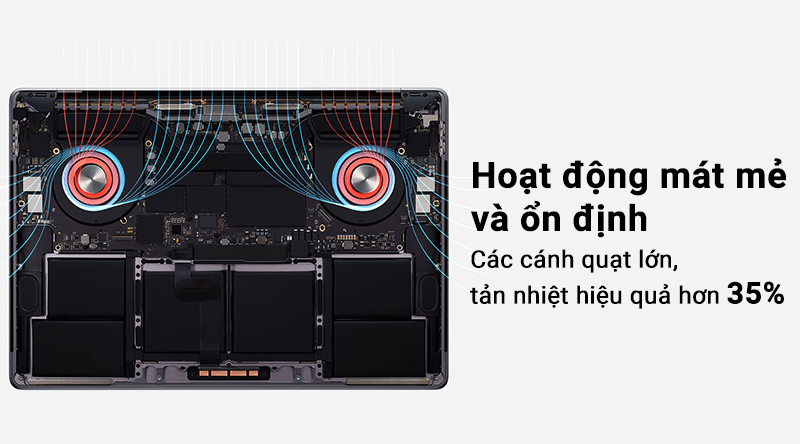 Hoạt động mát mẻ
và ổn định
Các cánh quạt lớn,
tản nhiệt hiệu quả hơn 35%